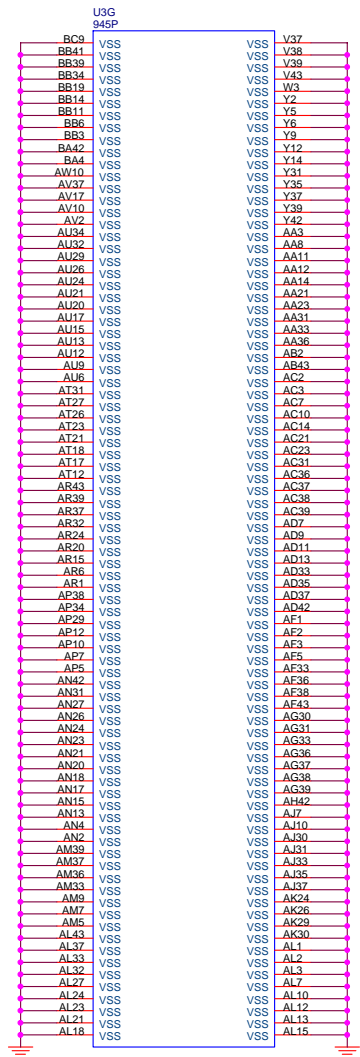 U3G
945P
BC9 VSS VSS V37
BB41 VSS VSS V38
BB39 VSS VSS V39
BB34 VSS VSS V43
BB19 VSS VSS W3
BB14 VSS VSS Y2
BB11 VSS VSS Y5
BB6 VSS VSS Y6
BB3 VSS VSS Y9
BA42 VSS VSS Y12
BA4 VSS VSS Y14
AW10 VSS VSS Y31
AV37 VSS VSS Y35
AV17 VSS VSS Y37
AV10 VSS VSS Y39
AV2 VSS VSS Y42
AU34 VSS VSS AA3
AU32 VSS VSS AA8
AU29 VSS VSS AA11
AU26 VSS VSS AA12
AU24 VSS VSS AA14
AU21 VSS VSS AA21
AU20 VSS VSS AA23
AU17 VSS VSS AA31
AU15 VSS VSS AA33
AU13 VSS VSS AA36
AU12 VSS VSS AB2
AU9 VSS VSS AB43
AU6 VSS VSS AC2
AT31 VSS VSS AC3
AT27 VSS VSS AC7
AT26 VSS VSS AC10
AT23 VSS VSS AC14
AT21 VSS VSS AC21
AT18 VSS VSS AC23
AT17 VSS VSS AC31
AT12 VSS VSS AC36
AR43 VSS VSS AC37
AR39 VSS VSS AC38
AR37 VSS VSS AC39
AR32 VSS VSS AD7
AR24 VSS VSS AD9
AR20 VSS VSS AD11
AR15 VSS VSS AD13
AR6 VSS VSS AD33
AR1 VSS VSS AD35
AP38 VSS VSS AD37
AP34 VSS VSS AD42
AP29 VSS VSS AF1
AP12 VSS VSS AF2
AP10 VSS VSS AF3
AP7 VSS VSS AF5
AP5 VSS VSS AF33
AN42 VSS VSS AF36
AN31 VSS VSS AF38
AN27 VSS VSS AF43
AN26 VSS VSS AG30
AN24 VSS VSS AG31
AN23 VSS VSS AG33
AN21 VSS VSS AG36
AN20 VSS VSS AG37
AN18 VSS VSS AG38
AN17 VSS VSS AG39
AN15 VSS VSS AH42
AN13 VSS VSS AJ7
AN4 VSS VSS AJ10
AN2 VSS VSS AJ30
AM39 VSS VSS AJ31
AM37 VSS VSS AJ33
AM36 VSS VSS AJ35
AM33 VSS VSS AJ37
AM9 VSS VSS AK24
AM7 VSS VSS AK26
AM5 VSS VSS AK29
AL43 VSS VSS AK30
AL37 VSS VSS AL1
AL33 VSS VSS AL2
AL32 VSS VSS AL3
AL27 VSS VSS AL7
AL24 VSS VSS AL10
AL23 VSS VSS AL12
AL21 VSS VSS AL13
AL18 VSS VSS AL15